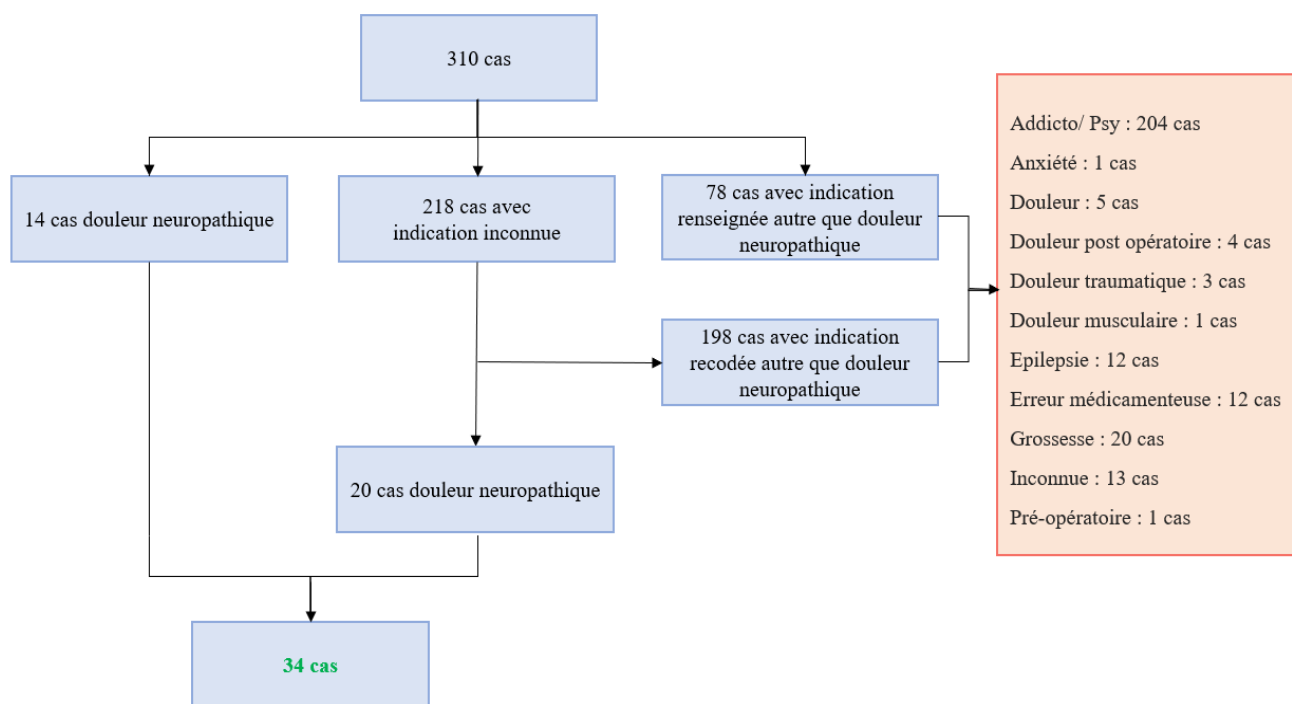 310 cas
14 cas douleur neuropathique
218 cas avec
indication inconnue
78 cas avec indication
renseignée autre que douleur
neuropathique
198 cas avec indication
recodée autre que douleur
neuropathique
20 cas douleur neuropathique
34 cas
Addicto/ Psy : 204 cas
Anxiété : 1 cas
Douleur : 5 cas
Douleur post opératoire : 4 cas
Douleur traumatique : 3 cas
Douleur musculaire : 1 cas
Epilepsie : 12 cas
Erreur médicamenteuse : 12 cas
Grossesse : 20 cas
Inconnue : 13 cas
Pré-opératoire : 1 cas